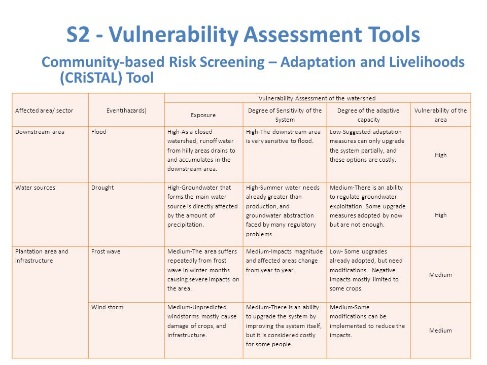 S2 - Vulnerability Assessment Tools
Community-based Risk Screening – Adaptation and Livelihoods
(CRiSTAL) Tool
Vulnerability Assessment of the watershed
Affected area/ sector
Event(hazards)
Exposure
Degree of Sensitivity of the
System
Degree of the adaptive
capacity
Vulnerability of the
area
Downstream area
Flood
High-As a closed
watershed, runoff water
from hilly areas drains to
and accumulates in the
downstream area.
High-The downstream area
is very sensitive to flood.
Low-Suggested adaptation
measures can only upgrade
the system partially, and
these options are costly.
High
Water sources
Drought
High-Groundwater that
forms the main water
source is directly affected
by the amount of
precipitation.
High-Summer water needs
already greater than
production, and
groundwater abstraction
faced by many regulatory
problems
Medium-There is an ability
to regulate groundwater
exploitation. Some upgrade
measures adopted by now
but are not enough.
High
Plantation area and
infrastructure
Frost wave
Medium-The area suffers
repeatedly from frost
wave in winter months
causing severe impacts on
the area.
Medium-Impacts magnitude
and affected areas change
from year to year.
Low- Some upgrades
already adopted, but need
modifications. Negative
impacts mostly limited to
some crops.
Medium
Wind storm
Medium-Unpredicted
windstorms mostly cause
damage of crops, and
infrastructure.
Medium-There is an ability
to upgrade the system by
improving the system itself,
but it is considered costly
for some people.
Medium-Some
modifications can be
implemented to reduce the
impacts.
Medium